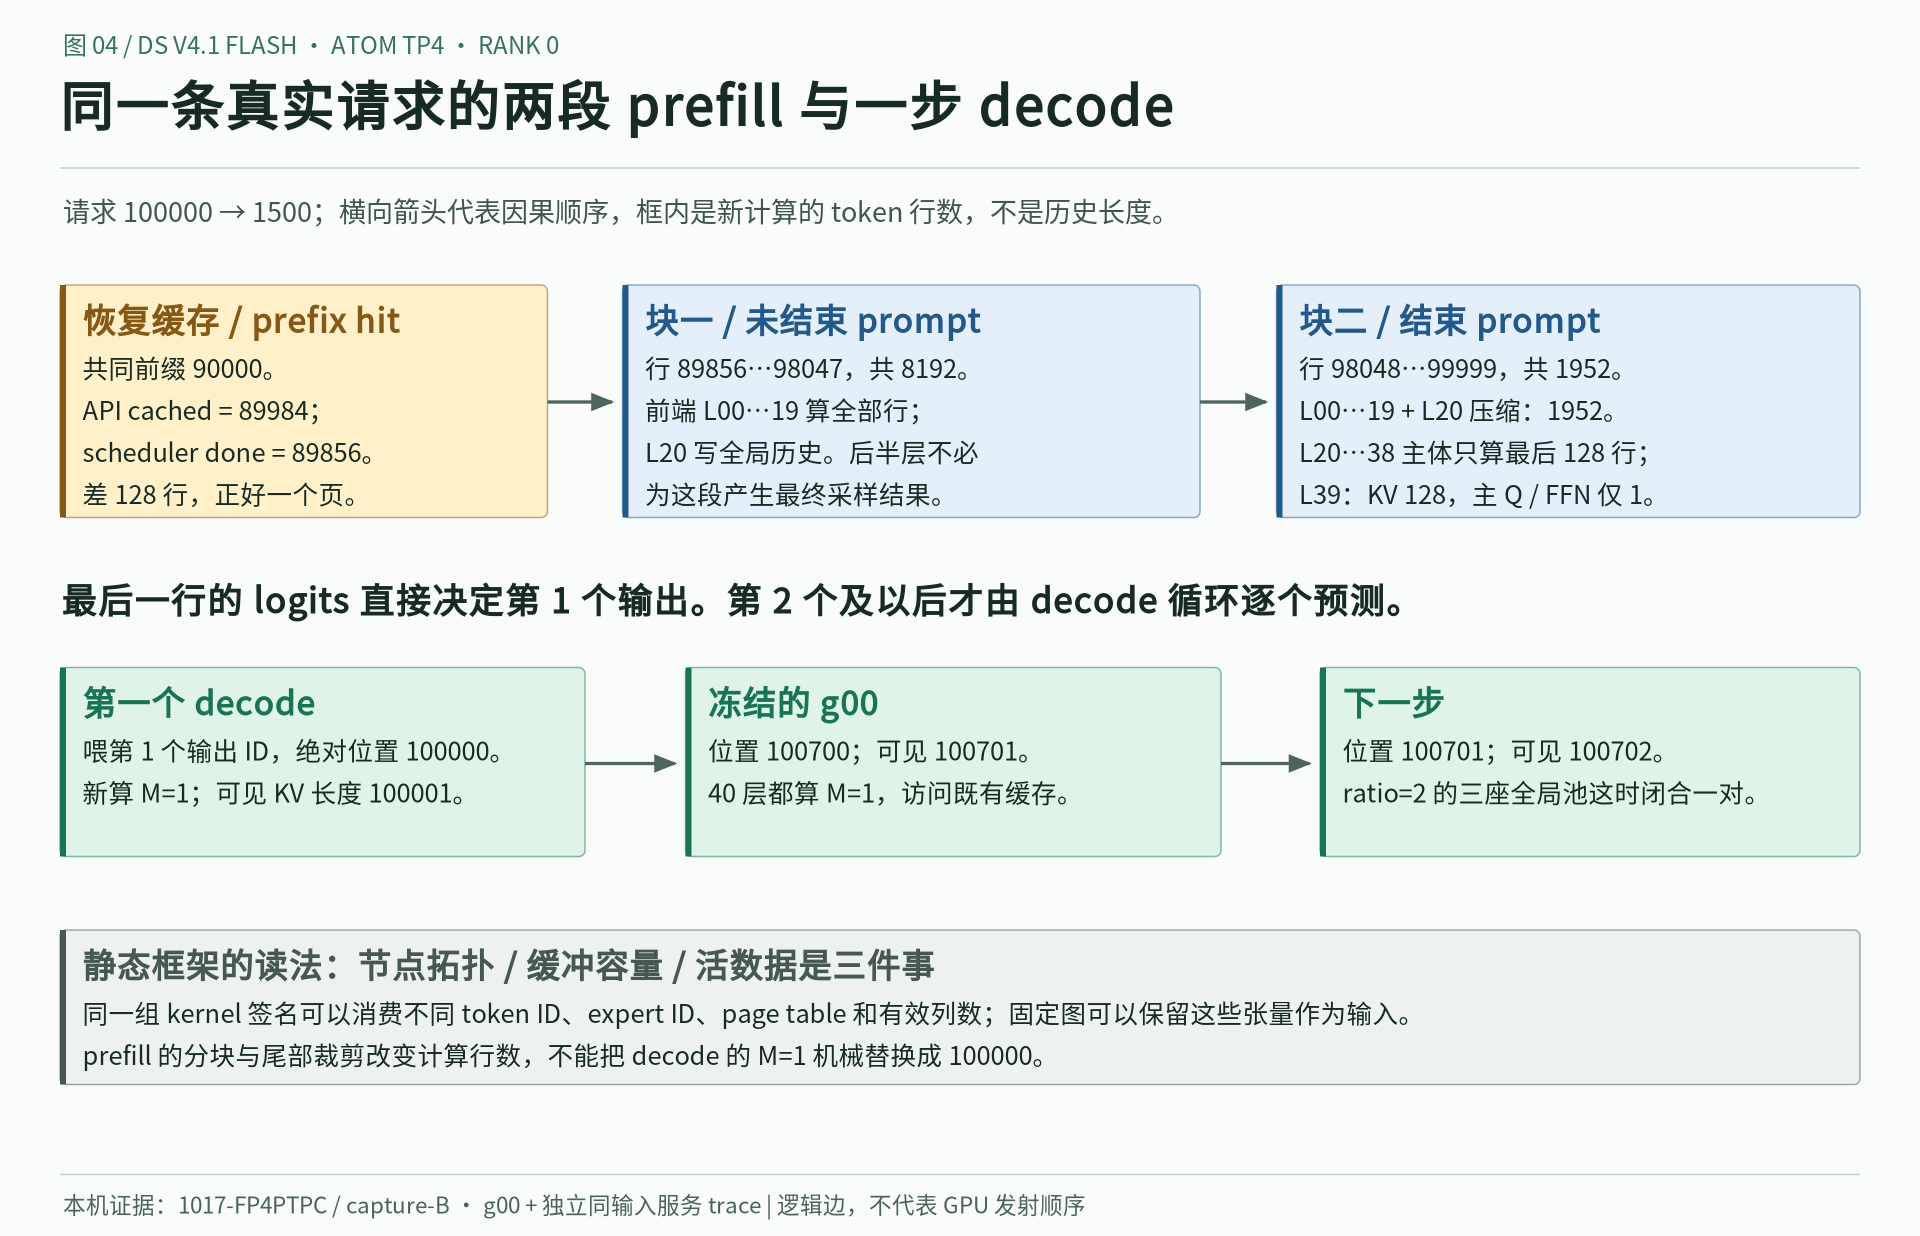 图 04 / DS V4.1 FLASH · ATOM TP4 · RANK 0
同一条真实请求的两段 prefill 与一步 decode
请求 100000 → 1500；横向箭头代表因果顺序，框内是新计算的 token 行数，不是历史长度。
恢复缓存 / prefix hit
共同前缀 90000。
API cached = 89984；
scheduler done = 89856。
差 128 行，正好一个页。
块一 / 未结束 prompt
行 89856…98047，共 8192。
前端 L00…19 算全部行；
L20 写全局历史。后半层不必
为这段产生最终采样结果。
块二 / 结束 prompt
行 98048…99999，共 1952。
L00…19 + L20 压缩：1952。
L20…38 主体只算最后 128 行；
L39：KV 128，主 Q / FFN 仅 1。
最后一行的 logits 直接决定第 1 个输出。第 2 个及以后才由 decode 循环逐个预测。
第一个 decode
喂第 1 个输出 ID，绝对位置 100000。
新算 M=1；可见 KV 长度 100001。
冻结的 g00
位置 100700；可见 100701。
40 层都算 M=1，访问既有缓存。
下一步
位置 100701；可见 100702。
ratio=2 的三座全局池这时闭合一对。
静态框架的读法：节点拓扑 / 缓冲容量 / 活数据是三件事
同一组 kernel 签名可以消费不同 token ID、expert ID、page table 和有效列数；固定图可以保留这些张量作为输入。
prefill 的分块与尾部裁剪改变计算行数，不能把 decode 的 M=1 机械替换成 100000。
本机证据：1017-FP4PTPC / capture-B · g00 + 独立同输入服务 trace | 逻辑边，不代表 GPU 发射顺序